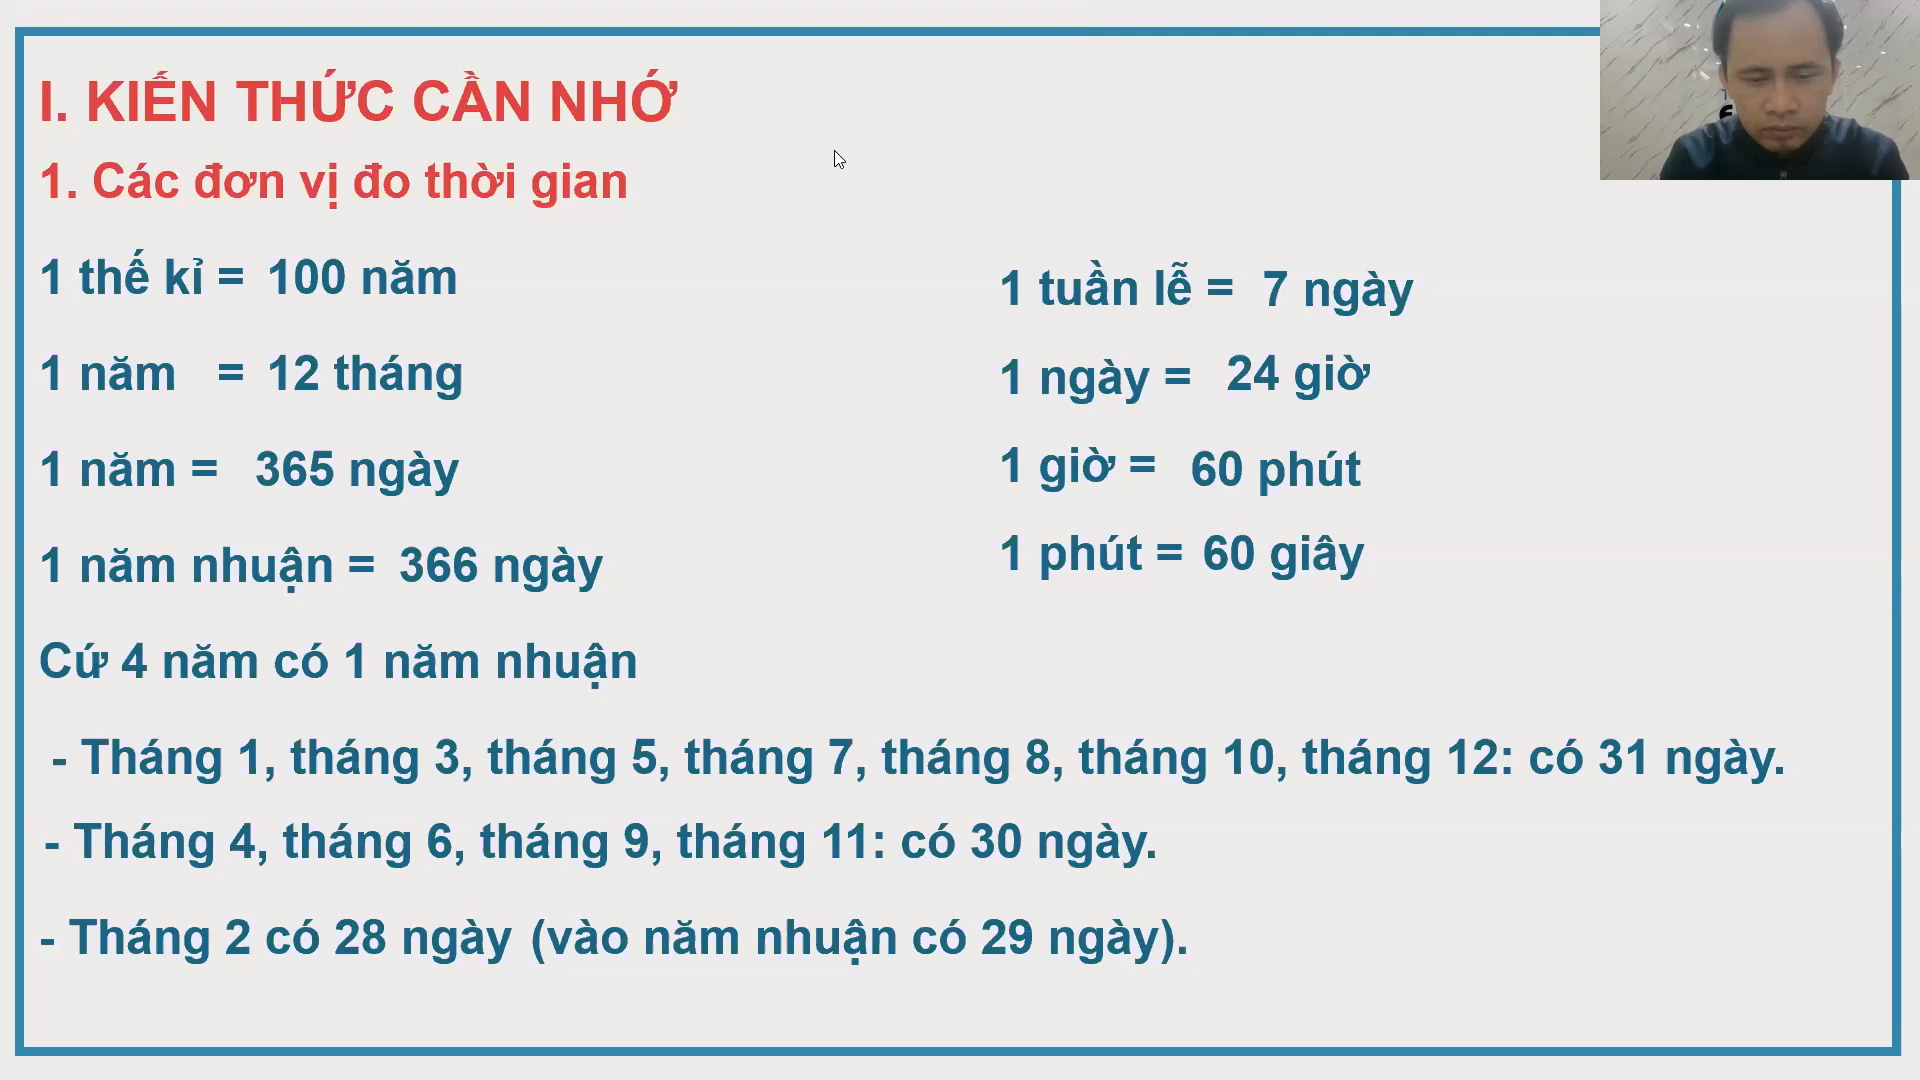 I. KIẾN THỨC CẦN NHỚ
1. Các đơn vị đo thời gian
1 thế kỉ = 100 năm
1 năm = 12 tháng
1 năm = 365 ngày
1 năm nhuận = 366 ngày
Cứ 4 năm có 1 năm nhuận
1 tuần lễ = 7 ngày
1 ngày = 24 giờ
1 giờ = 60 phút
1 phút = 60 giây
- Tháng 1, tháng 3, tháng 5, tháng 7, tháng 8, tháng 10, tháng 12: có 31 ngày.
- Tháng 4, tháng 6, tháng 9, tháng 11: có 30 ngày.
- Tháng 2 có 28 ngày (vào năm nhuận có 29 ngày).